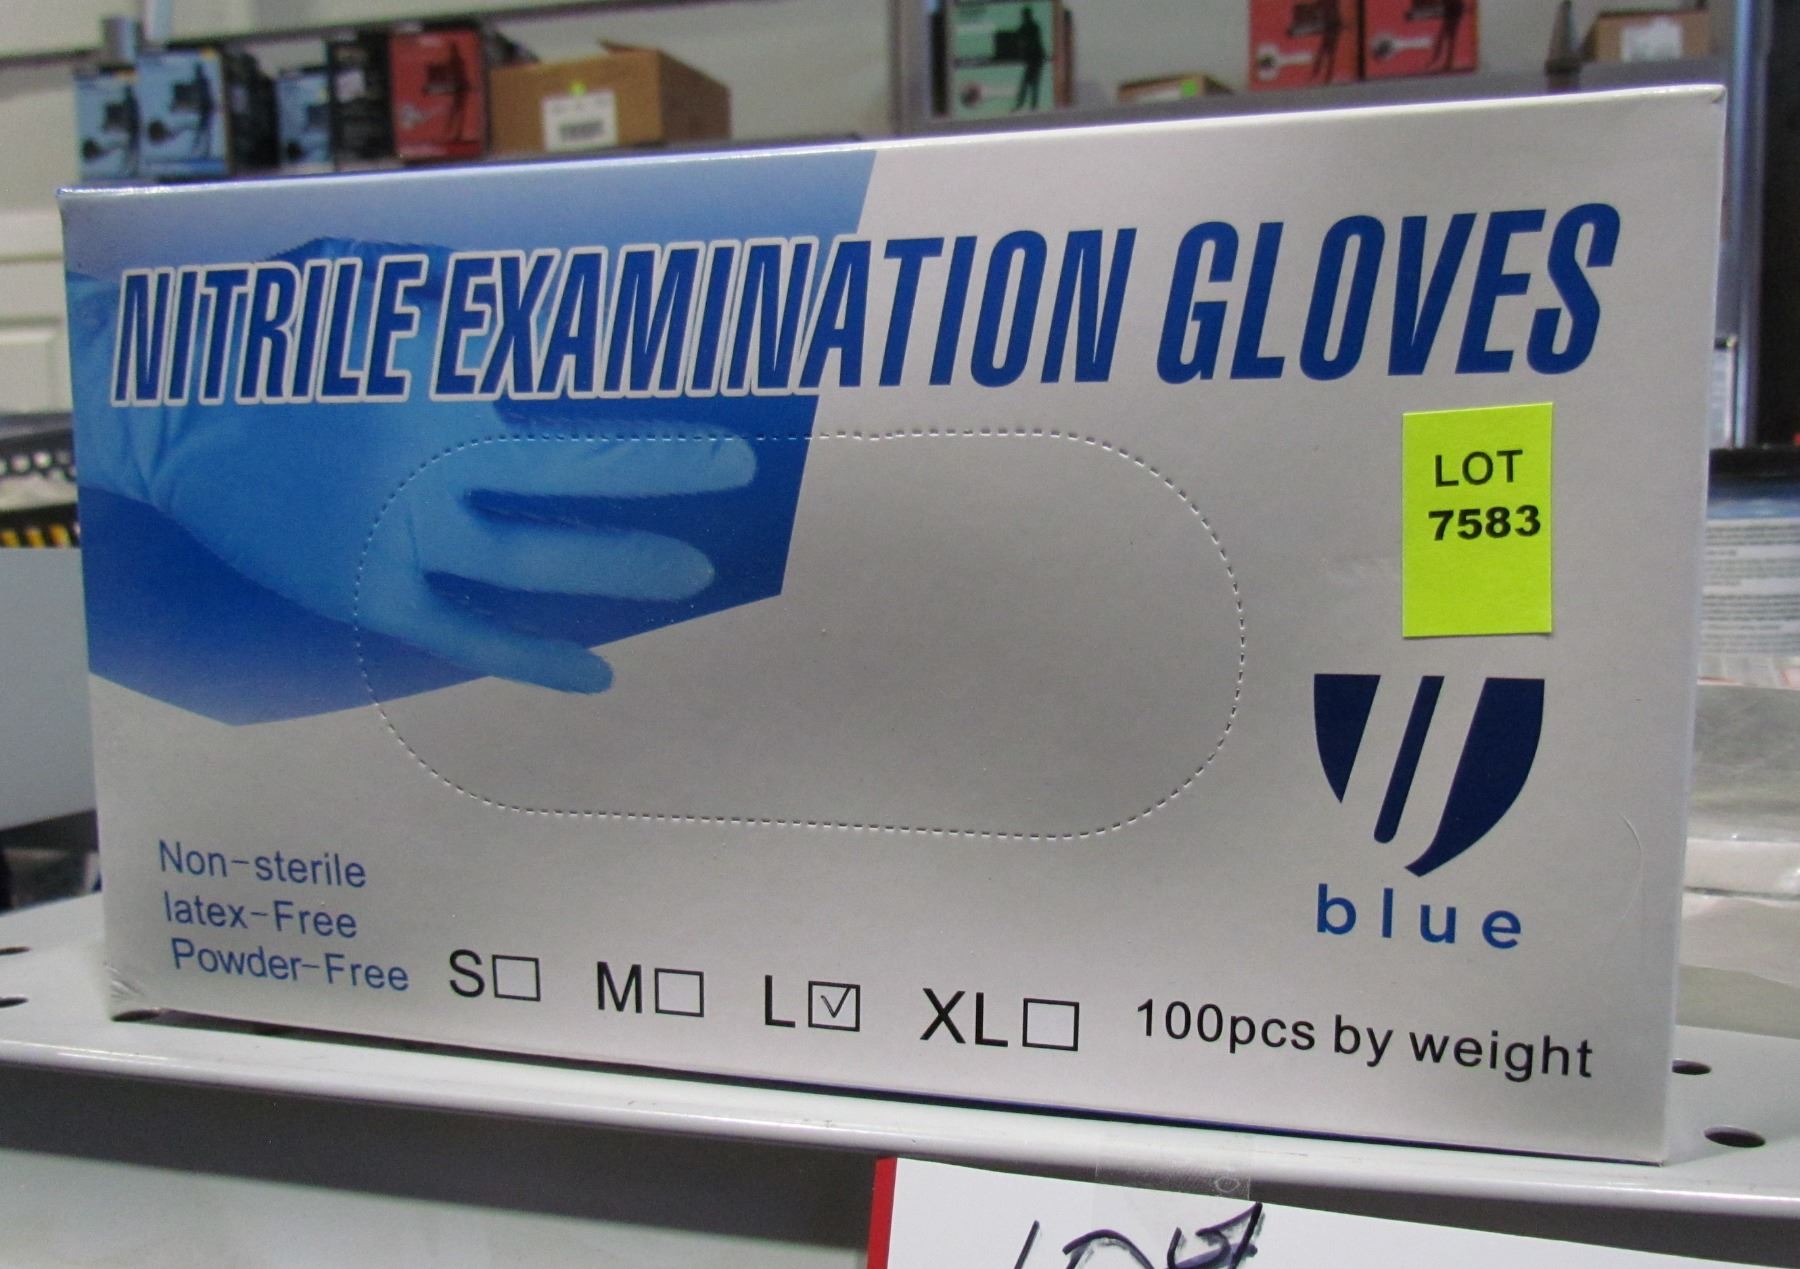 NITRILE EXAMINATION GLOVES
LOT
7583
blue
Non-sterile
latex-Free
Powder-Free
S M L XL 100pcs by weight